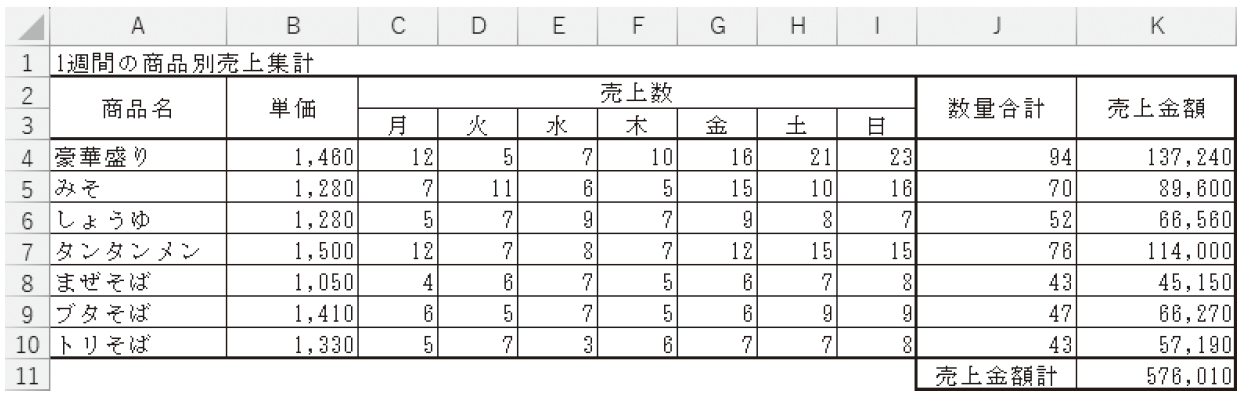 A B C D E F G H I J K
1 1週間の商品別売上集計
2 商品名 単価 売上数 数量合計 売上金額
3 月 火 水 木 金 土 日
4 豪華盛り 1,460 12 5 7 10 16 21 23 94 137,240
5 みそ 1,280 7 11 6 5 15 10 16 70 89,600
6 しょうゆ 1,280 5 7 9 7 9 8 7 52 66,560
7 タンタンメン 1,500 12 7 8 7 12 15 15 76 114,000
8 まぜそば 1,050 4 6 7 5 6 7 8 43 45,150
9 ブタそば 1,410 6 5 7 5 6 9 9 47 66,270
10 トリそば 1,330 5 7 3 6 7 7 8 43 57,190
11 売上金額計 576,010